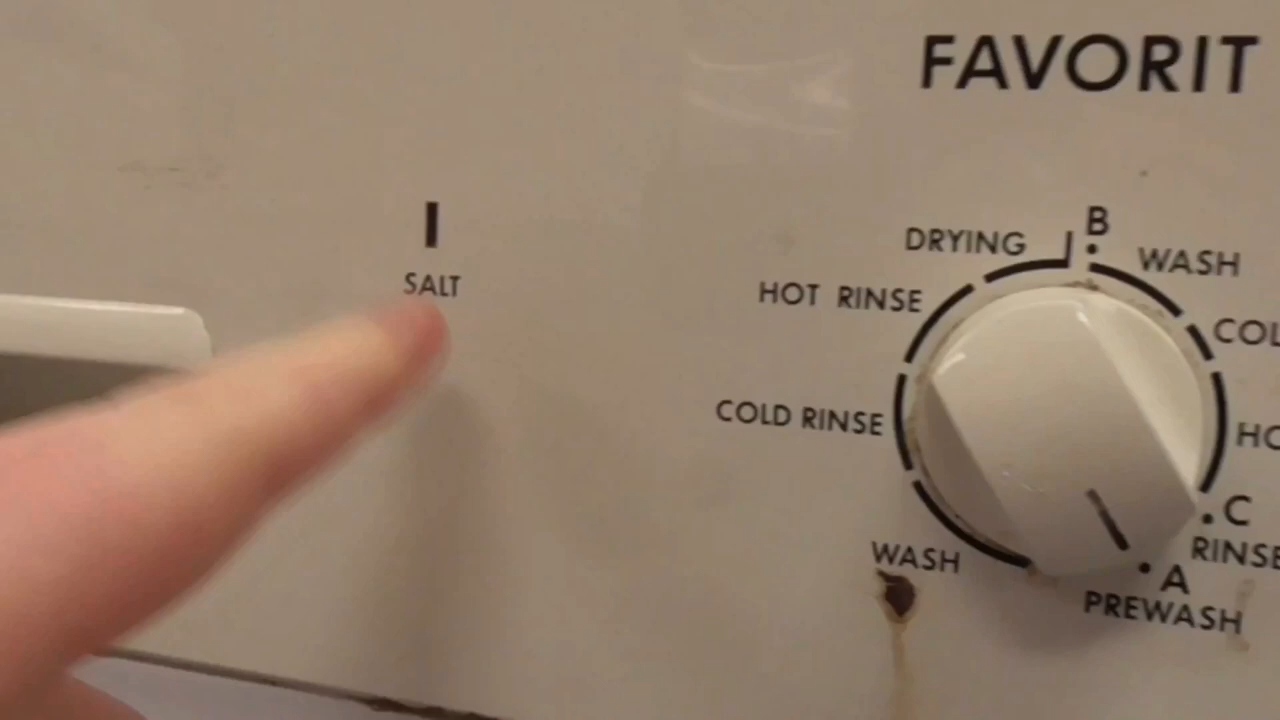 FAVORIT
B
DRYING
WASH
SALT
HOT RINSE
COLD RINSE
C
RINSE
WASH
A
PREWASH